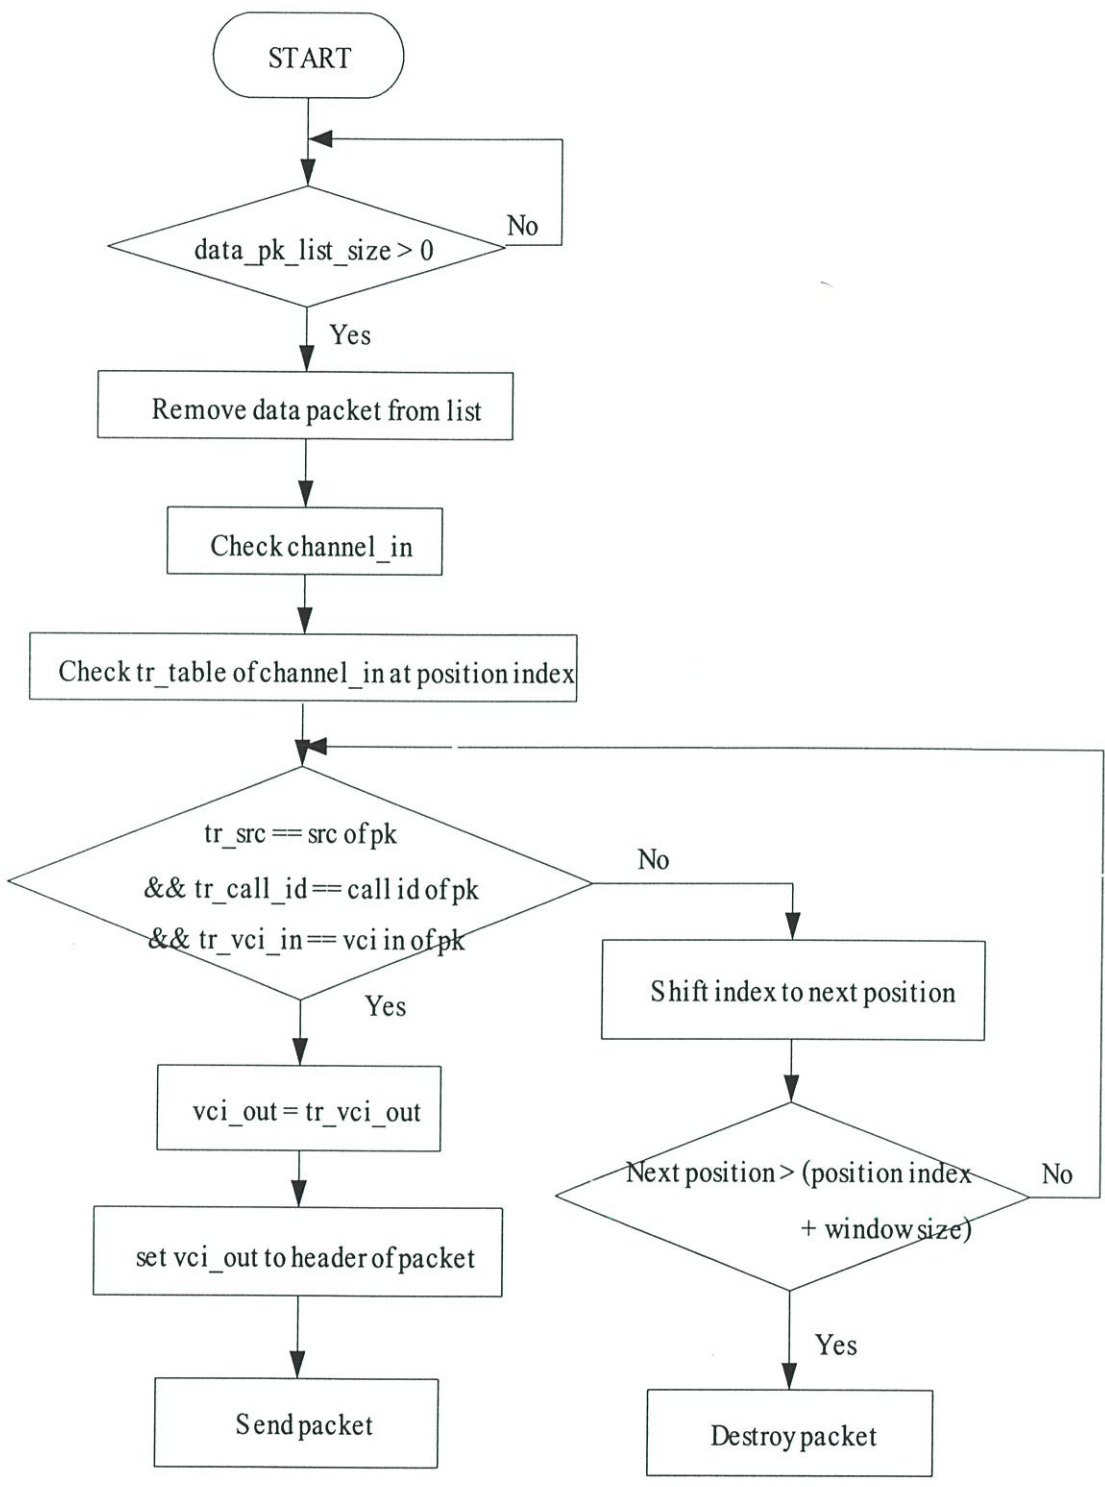 START
No
data_pk_list_size > 0
Yes
Remove data packet from list
Check channel_in
Check tr_table of channel_in at position index
tr_src == src of pk
No
&& tr_call_id == call id of pk
&& tr_vci_in == vci in of pk
Shift index to next position
Yes
vci_out = tr_vci_out
Next position > (position index
No
+ window size)
set vci_out to header of packet
Yes
Send packet
Destroy packet